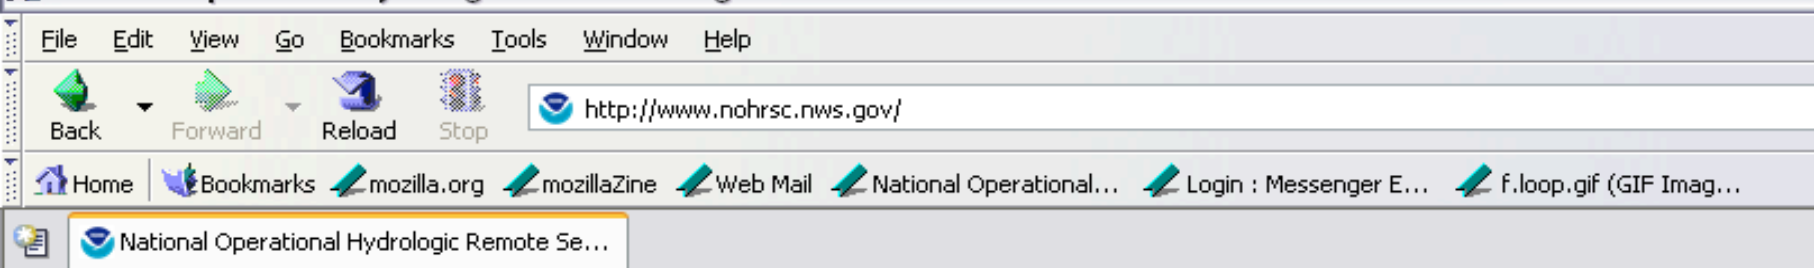 File Edit View Go Bookmarks Tools Window Help
http://www.nohrsc.nws.gov/
Back Forward Reload Stop
Home Bookmarks mozilla.org mozillaZine Web Mail National Operational... Login : Messenger E... f.loop.gif (GIF Imag...
National Operational Hydrologic Remote Se...